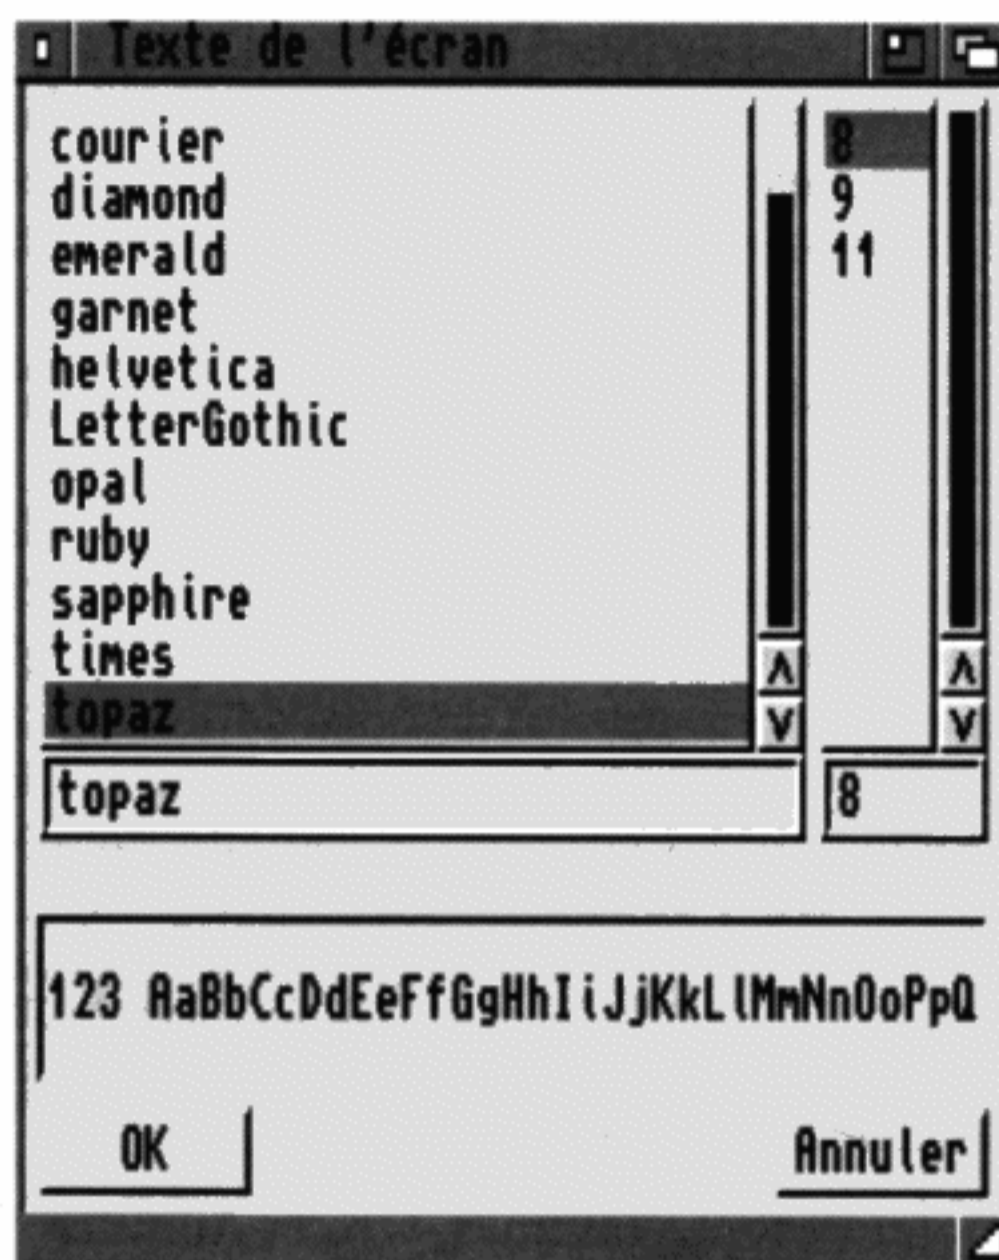 Texte de l'écran
courier
diamond
emerald
garnet
helvetica
LetterGothic
opal
ruby
sapphire
times
topaz
8
9
11
topaz
8
123 AaBbCcDdEeFfGgHhIiJjKkLlMmNnOoPpQ
OK
Annuler